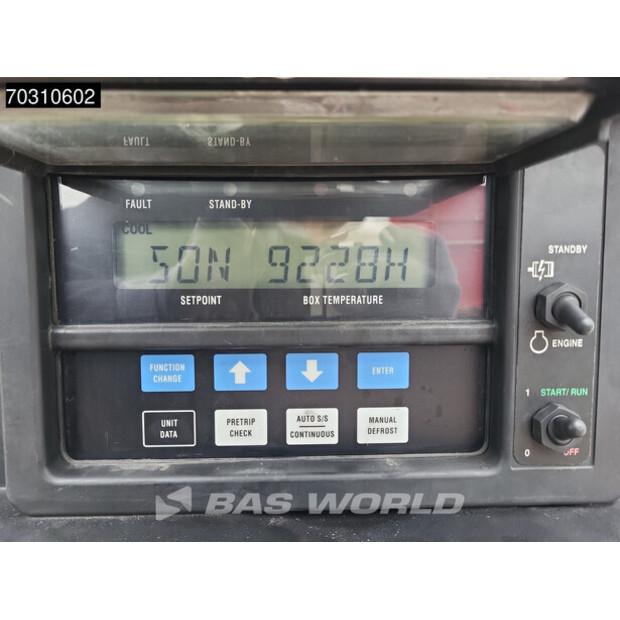 70310602
FAULT STAND-BY
FAULT STAND-BY
COOL
SON 9228H
SETPOINT BOX TEMPERATURE
STANDBY
ENGINE
FUNCTION CHANGE
ENTER
UNIT DATA
PRETRIP CHECK
AUTO S/S CONTINUOUS
MANUAL DEFROST
1 START/RUN
0 OFF
BAS WORLD